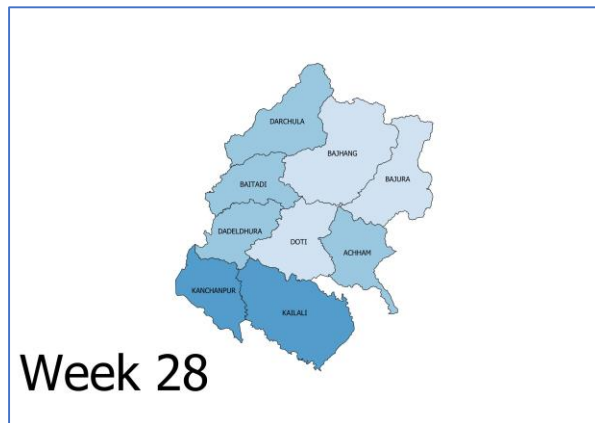 DARCHULA
BAJHANG
BAJURA
BAITADI
DADELDHURA
DOTI
ACHHAM
KANCHANPUR
KAILALI
Week 28